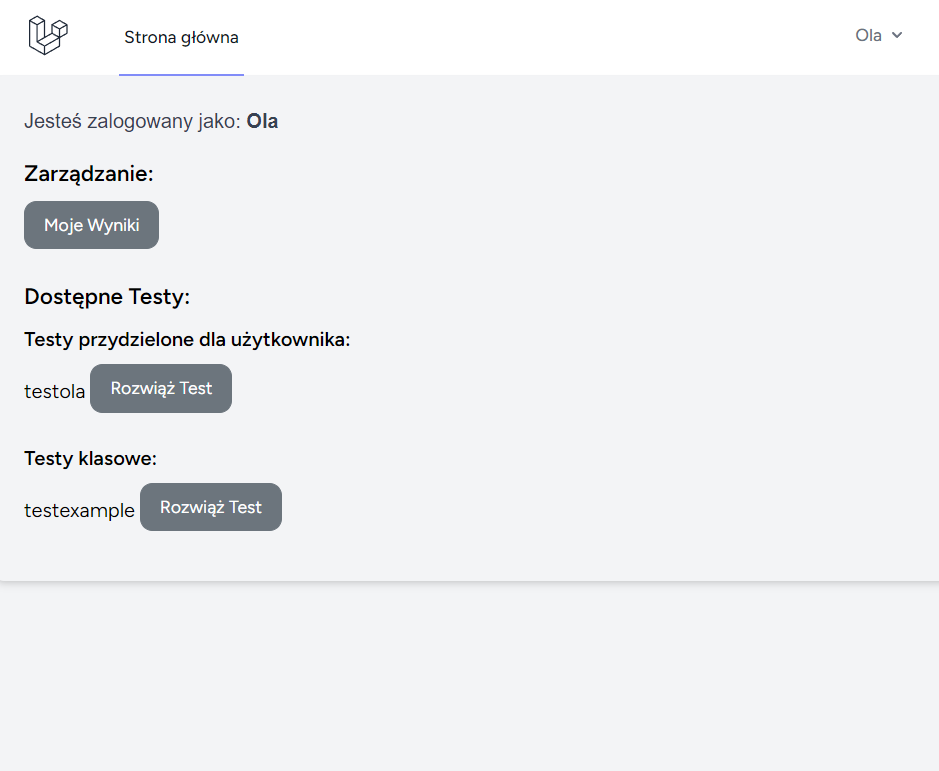 Strona główna
Ola
Jesteś zalogowany jako: Ola
Zarządzanie:
Moje Wyniki
Dostępne Testy:
Testy przydzielone dla użytkownika:
testola Rozwiąż Test
Testy klasowe:
testexample Rozwiąż Test